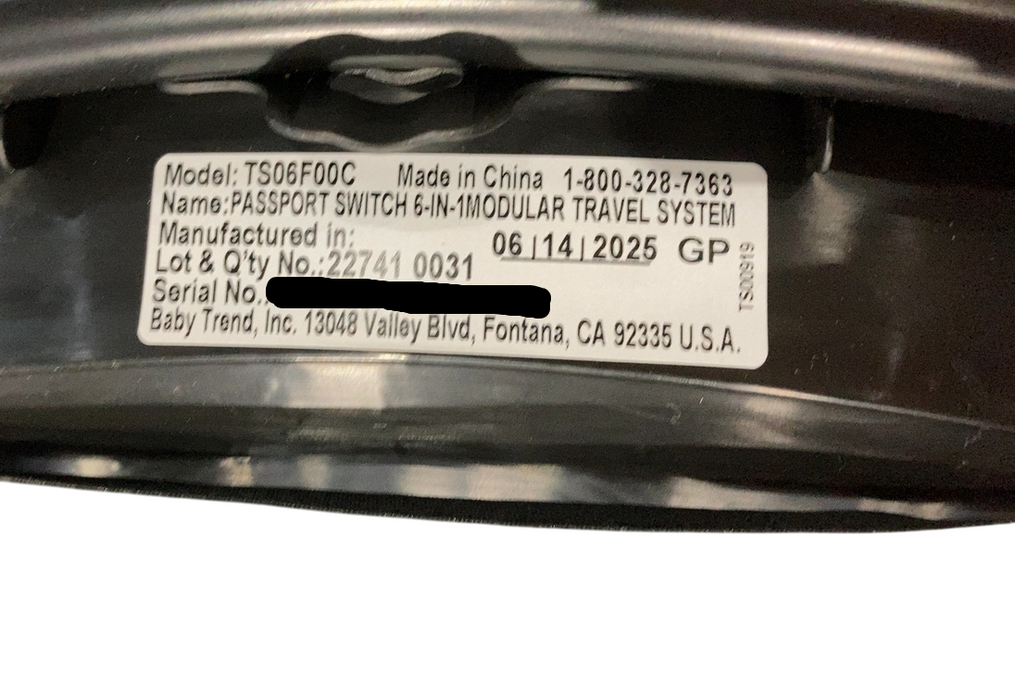 Model: TS06F00C Made in China 1-800-328-7363
Name:PASSPORT SWITCH 6-IN-1MODULAR TRAVEL SYSTEM
Manufactured in: 06|14|2025 GP
Lot & Q'ty No.:22741 0031
Serial No.:
Baby Trend, Inc. 13048 Valley Blvd, Fontana, CA 92335 U.S.A.
TS00919